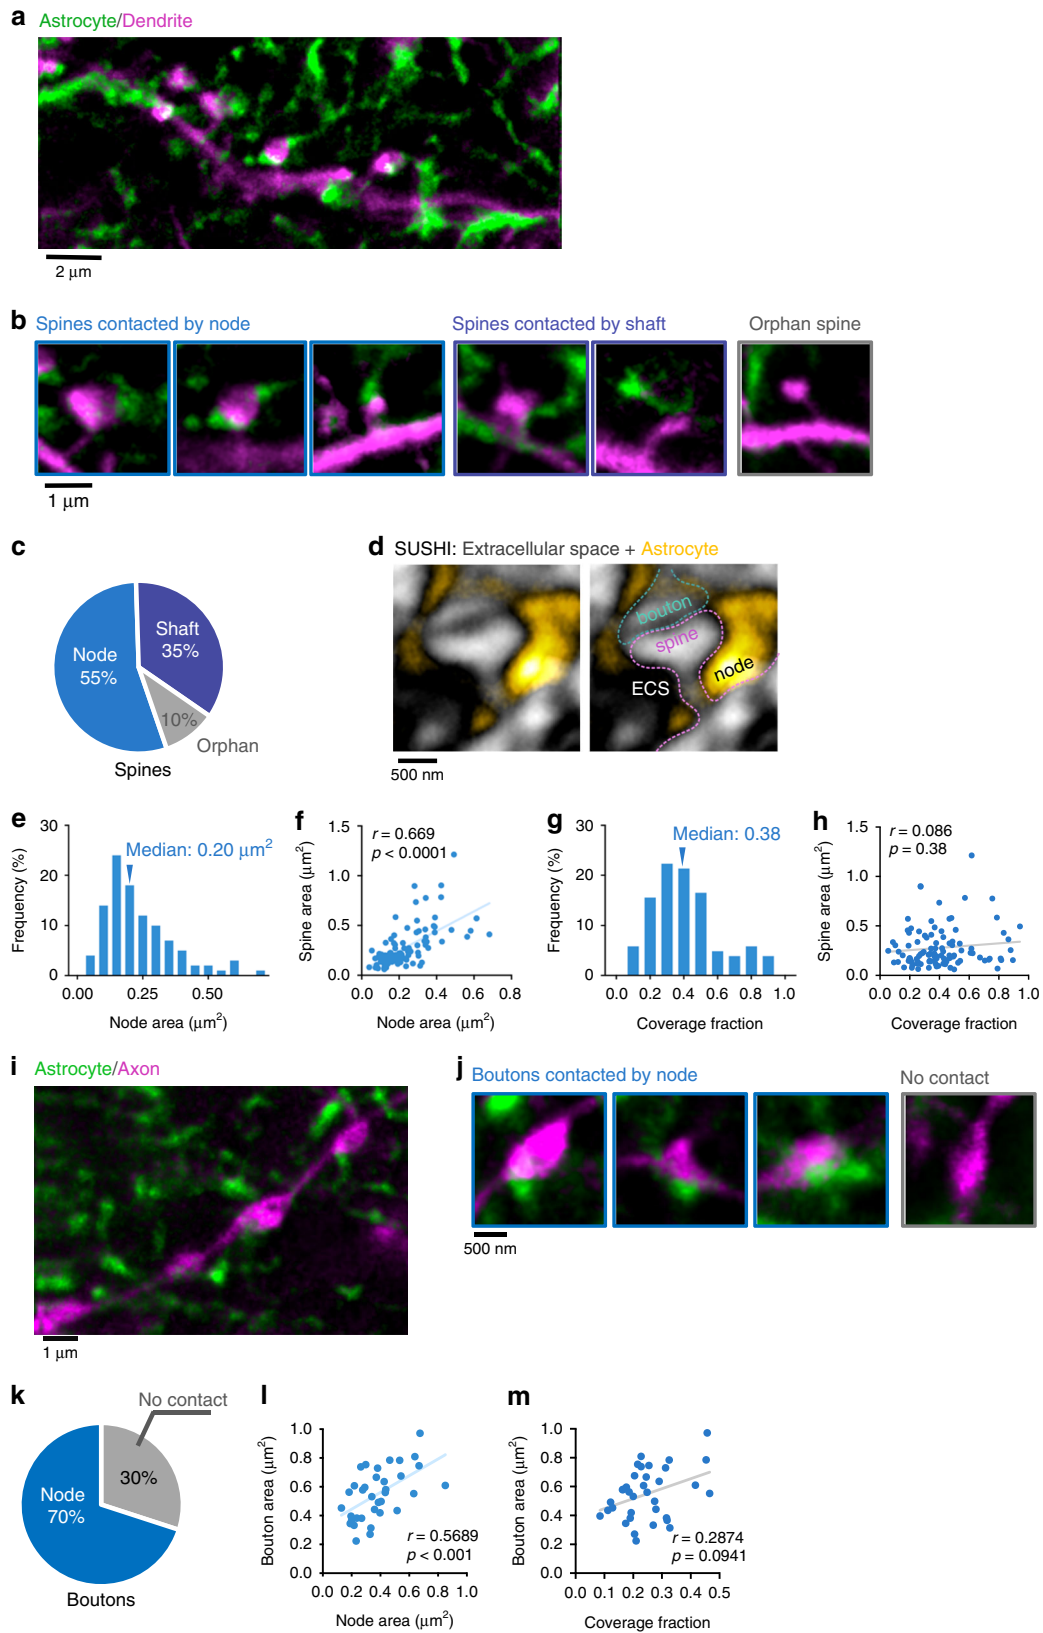 a Astrocyte/Dendrite
2 μm
b Spines contacted by node Spines contacted by shaft Orphan spine
1 μm
c
Node
55%
Shaft
35%
10%
Orphan
Spines
d SUSHI: Extracellular space + Astrocyte
bouton
spine
node
ECS
500 nm
e
Frequency (%)
30
20
10
0
Median: 0.20 μm²
0.00 0.25 0.50
Node area (μm²)
f
Spine area (μm²)
1.5
1.0
0.5
0.0
r = 0.669
p < 0.0001
0.0 0.2 0.4 0.6 0.8
Node area (μm²)
g
Frequency (%)
30
20
10
0
Median: 0.38
0.0 0.2 0.4 0.6 0.8 1.0
Coverage fraction
h
Spine area (μm²)
1.5
1.0
0.5
0.0
r = 0.086
p = 0.38
0.0 0.2 0.4 0.6 0.8 1.0
Coverage fraction
i Astrocyte/Axon
1 μm
j Boutons contacted by node No contact
500 nm
k
No contact
30%
Node
70%
Boutons
l
Bouton area (μm²)
1.0
0.8
0.6
0.4
0.2
0.0
r = 0.5689
p < 0.001
0.0 0.2 0.4 0.6 0.8 1.0
Node area (μm²)
m
Bouton area (μm²)
1.0
0.8
0.6
0.4
0.2
0.0
r = 0.2874
p = 0.0941
0.0 0.1 0.2 0.3 0.4 0.5
Coverage fraction